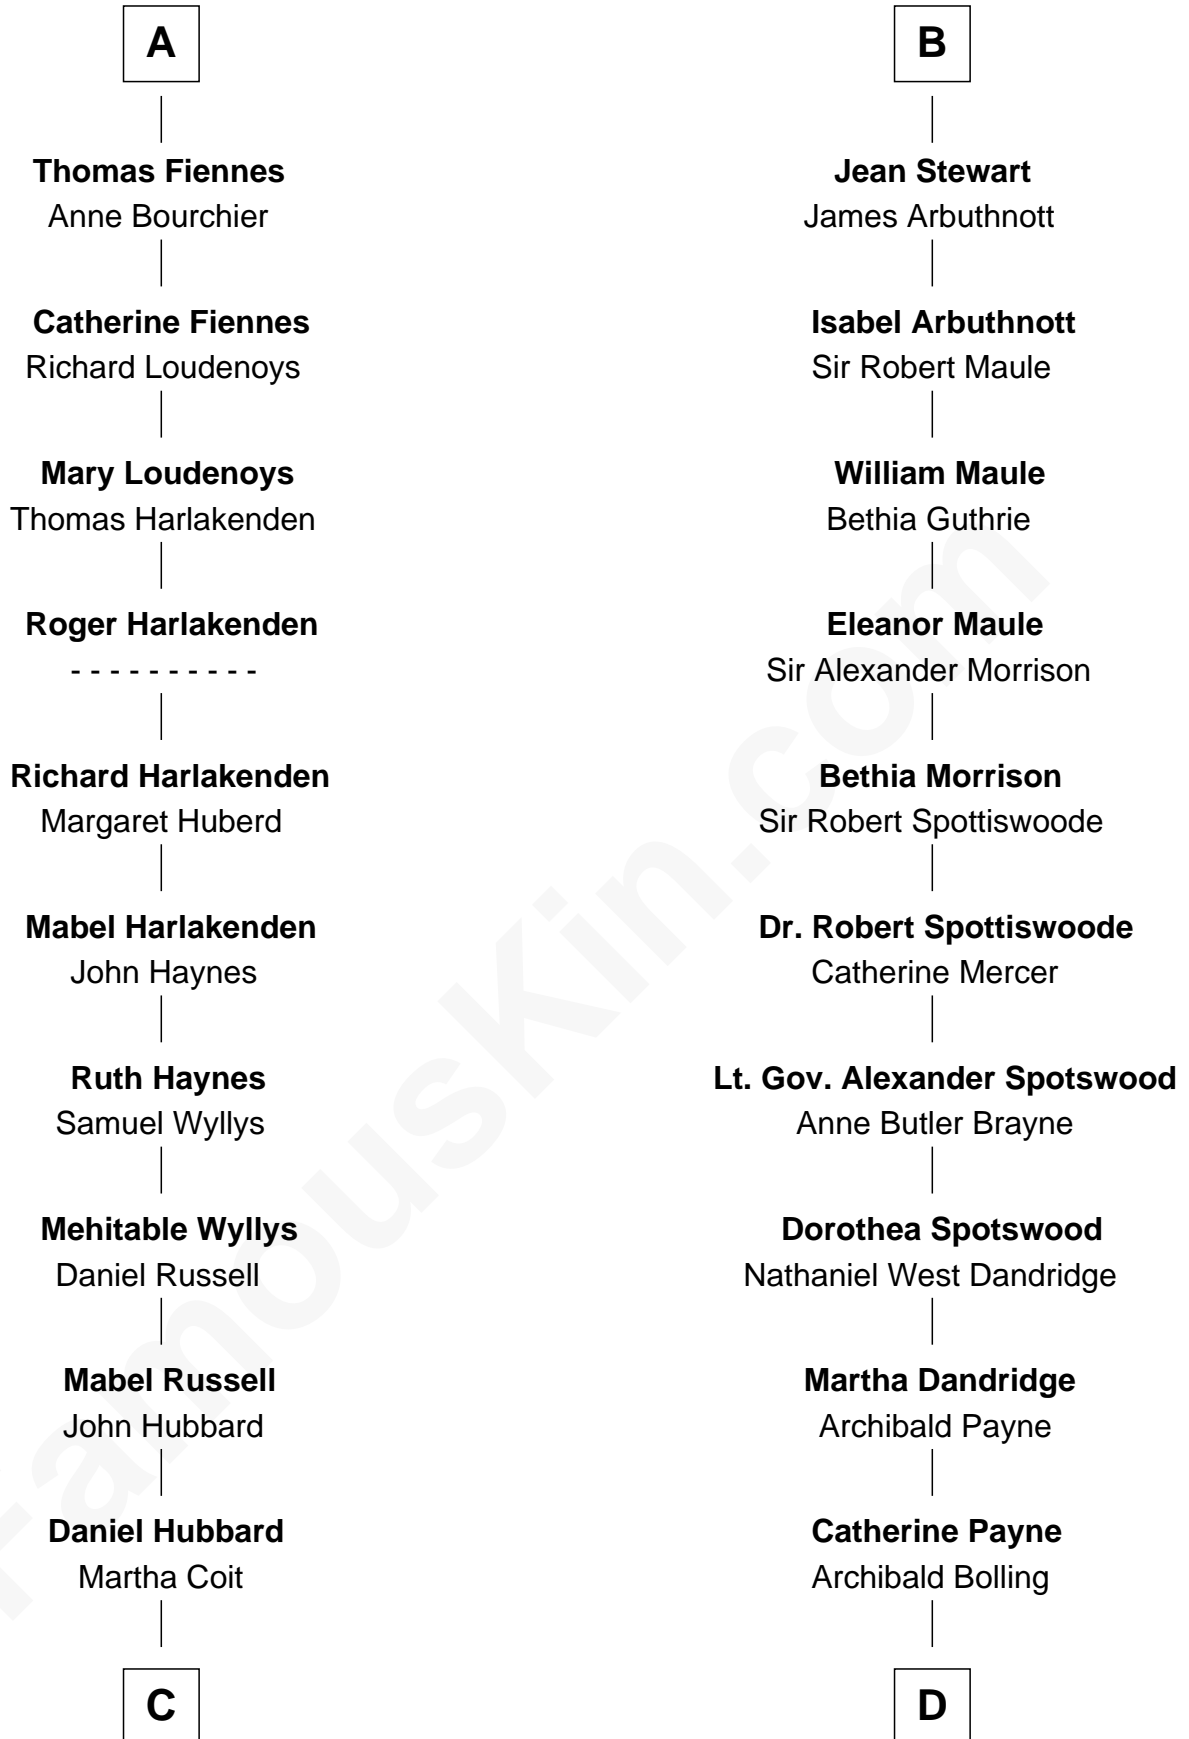 A
Thomas Fiennes
Anne Bourchier
Catherine Fiennes
Richard Loudenoys
Mary Loudenoys
Thomas Harlakenden
Roger Harlakenden
- - - - - - - - - -
Richard Harlakenden
Margaret Huberd
Mabel Harlakenden
John Haynes
Ruth Haynes
Samuel Wyllys
Mehitable Wyllys
Daniel Russell
Mabel Russell
John Hubbard
Daniel Hubbard
Martha Coit
C
B
Jean Stewart
James Arbuthnott
Isabel Arbuthnott
Sir Robert Maule
William Maule
Bethia Guthrie
Eleanor Maule
Sir Alexander Morrison
Bethia Morrison
Sir Robert Spottiswoode
Dr. Robert Spottiswoode
Catherine Mercer
Lt. Gov. Alexander Spotswood
Anne Butler Brayne
Dorothea Spotswood
Nathaniel West Dandridge
Martha Dandridge
Archibald Payne
Catherine Payne
Archibald Bolling
D
FamousKin.com